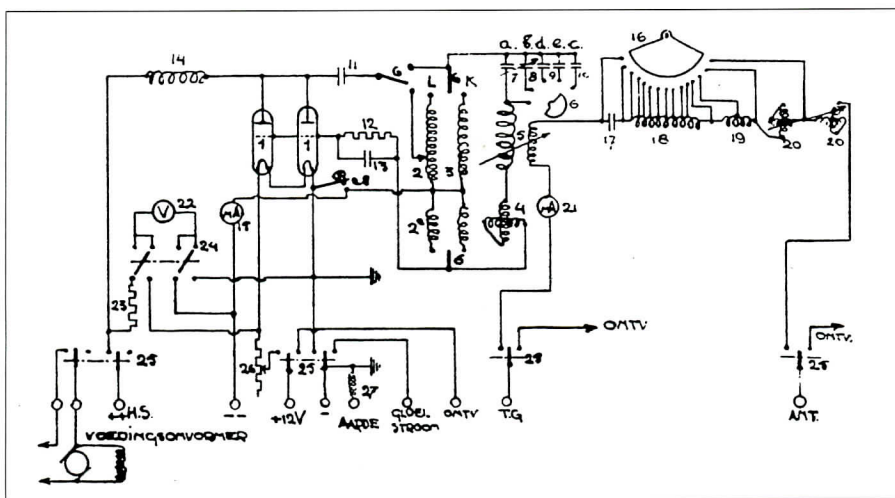 14
16
11
6
L
6
K
a. b. d. e. c.
7 8 9 10
6
1 1
12
13
2
3
5
17
18
19
20
20
28
V 22
mA 15
2a
4
mA 21
24
6
23
OMTV
OMTV.
25
26
25
27
25
25
++H.S.
--
+12V
-
AARDE
GLOEI
STROOM
OMTV
T.G
ANT.
VOEDINGSOMVORMER